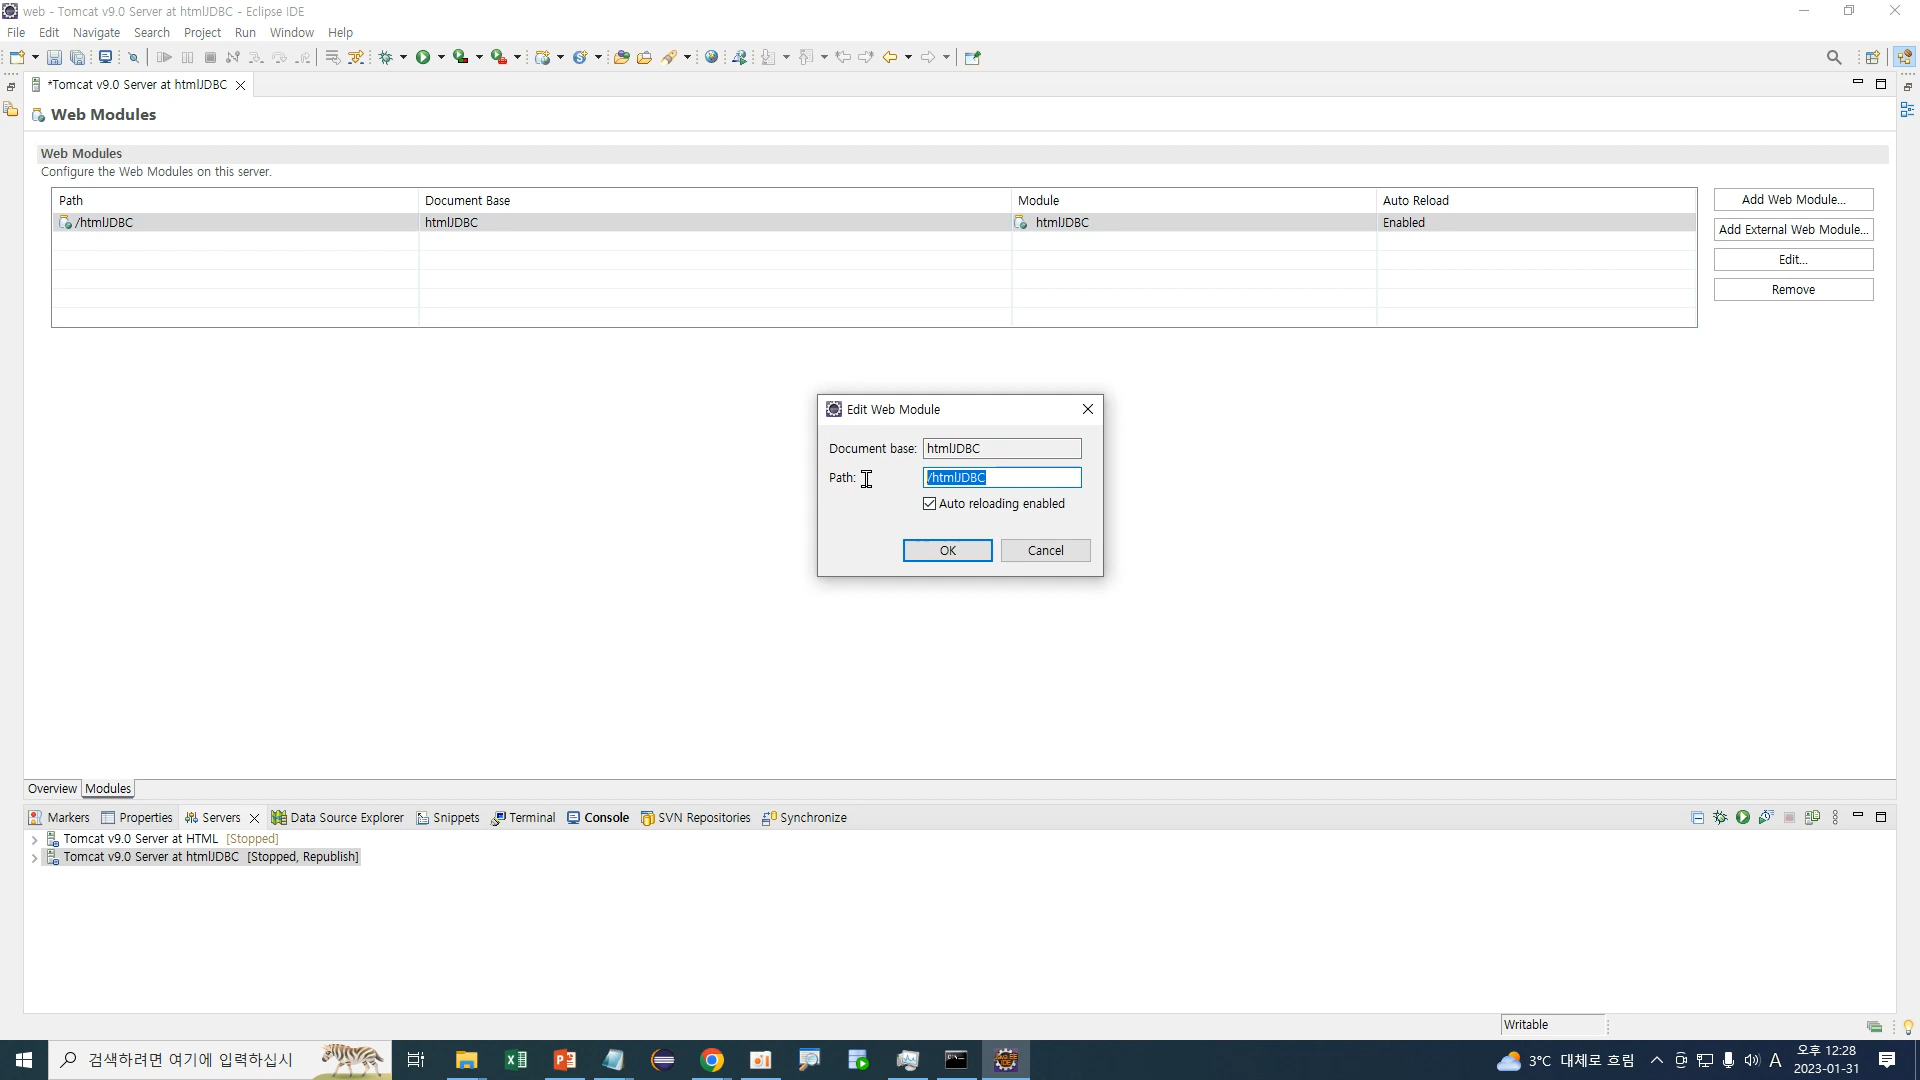 web - Tomcat v9.0 Server at htmlJDBC - Eclipse IDE
File Edit Navigate Search Project Run Window Help
*Tomcat v9.0 Server at htmlJDBC
Web Modules
Web Modules
Configure the Web Modules on this server.
Path Document Base Module Auto Reload
/htmlJDBC htmlJDBC htmlJDBC Enabled
Add Web Module...
Add External Web Module...
Edit...
Remove
Edit Web Module
Document base: htmlJDBC
Path: /htmlJDBC
Auto reloading enabled
OK Cancel
Overview Modules
Markers Properties Servers Data Source Explorer Snippets Terminal Console SVN Repositories Synchronize
Tomcat v9.0 Server at HTML [Stopped]
Tomcat v9.0 Server at htmlJDBC [Stopped, Republish]
Writable
검색하려면 여기에 입력하십시
3°C 대체로 흐림
A
오후 12:28
2023-01-31